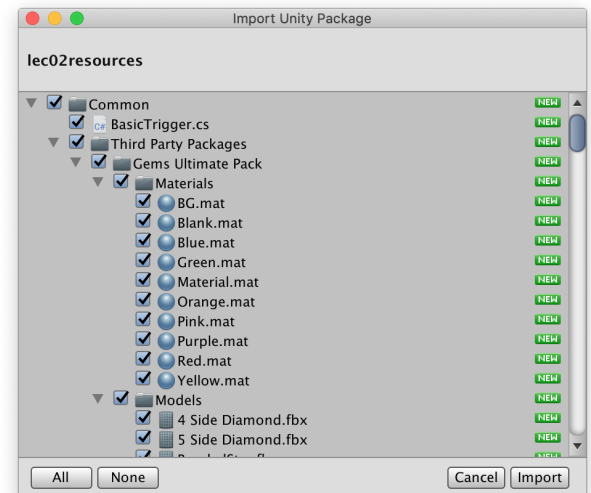 Import Unity Package
lec02resources
Common NEW
C# BasicTrigger.cs NEW
Third Party Packages NEW
Gems Ultimate Pack NEW
Materials NEW
BG.mat NEW
Blank.mat NEW
Blue.mat NEW
Green.mat NEW
Material.mat NEW
Orange.mat NEW
Pink.mat NEW
Purple.mat NEW
Red.mat NEW
Yellow.mat NEW
Models NEW
4 Side Diamond.fbx NEW
5 Side Diamond.fbx NEW
NEW
All None Cancel Import